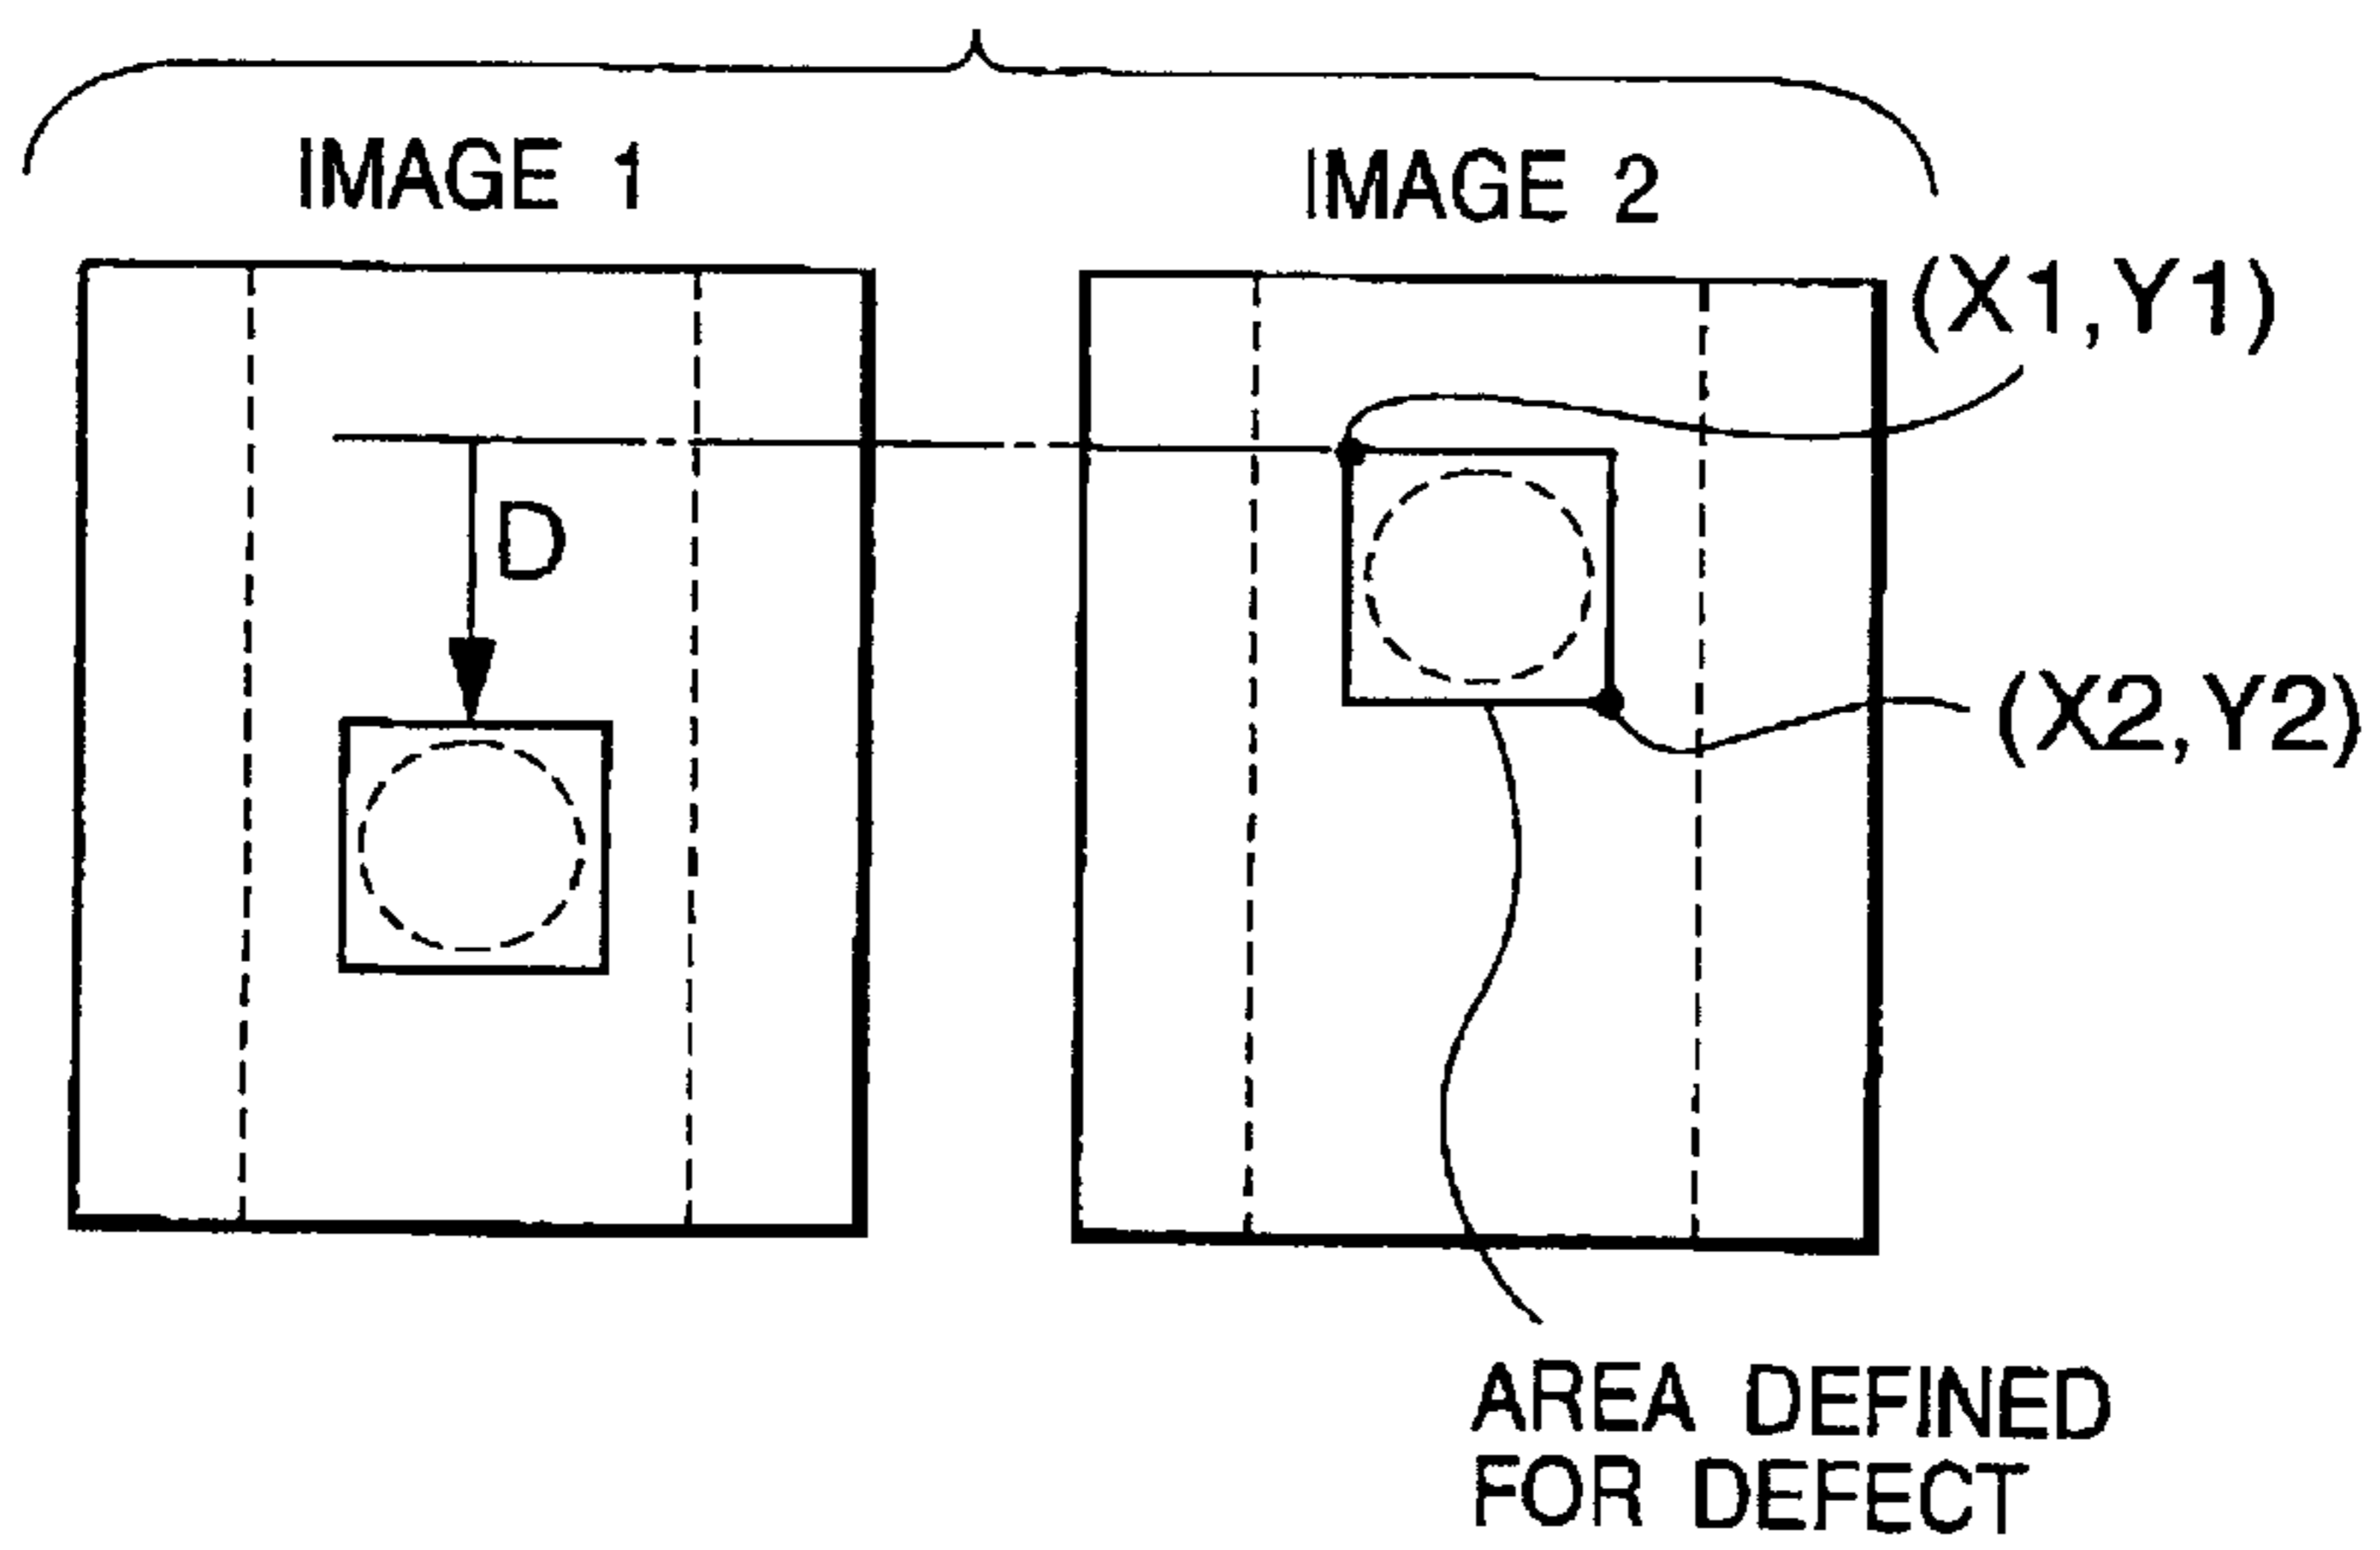 IMAGE 1
IMAGE 2
(X1,Y1)
D
(X2,Y2)
AREA DEFINED
FOR DEFECT